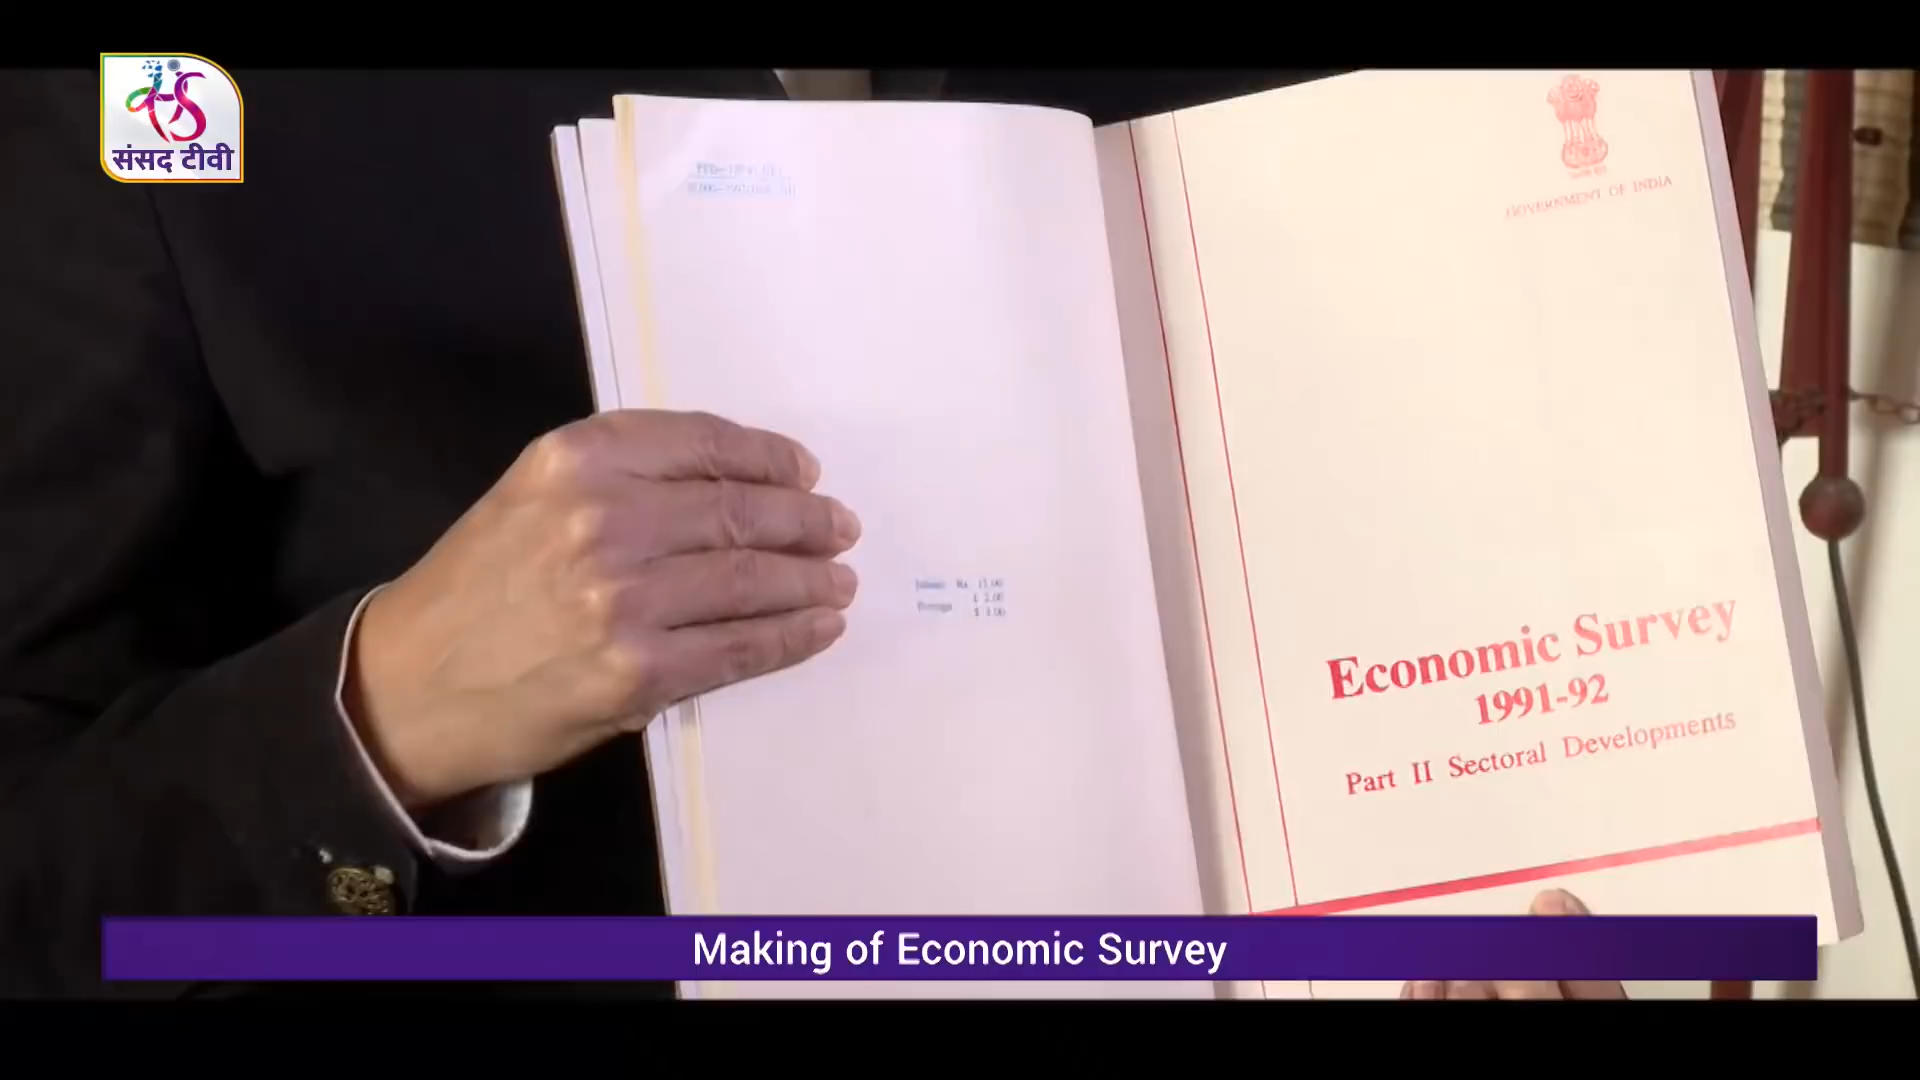 संसद टीवी
GOVERNMENT OF INDIA
Economic Survey
1991-92
Part II Sectoral Developments
Making of Economic Survey